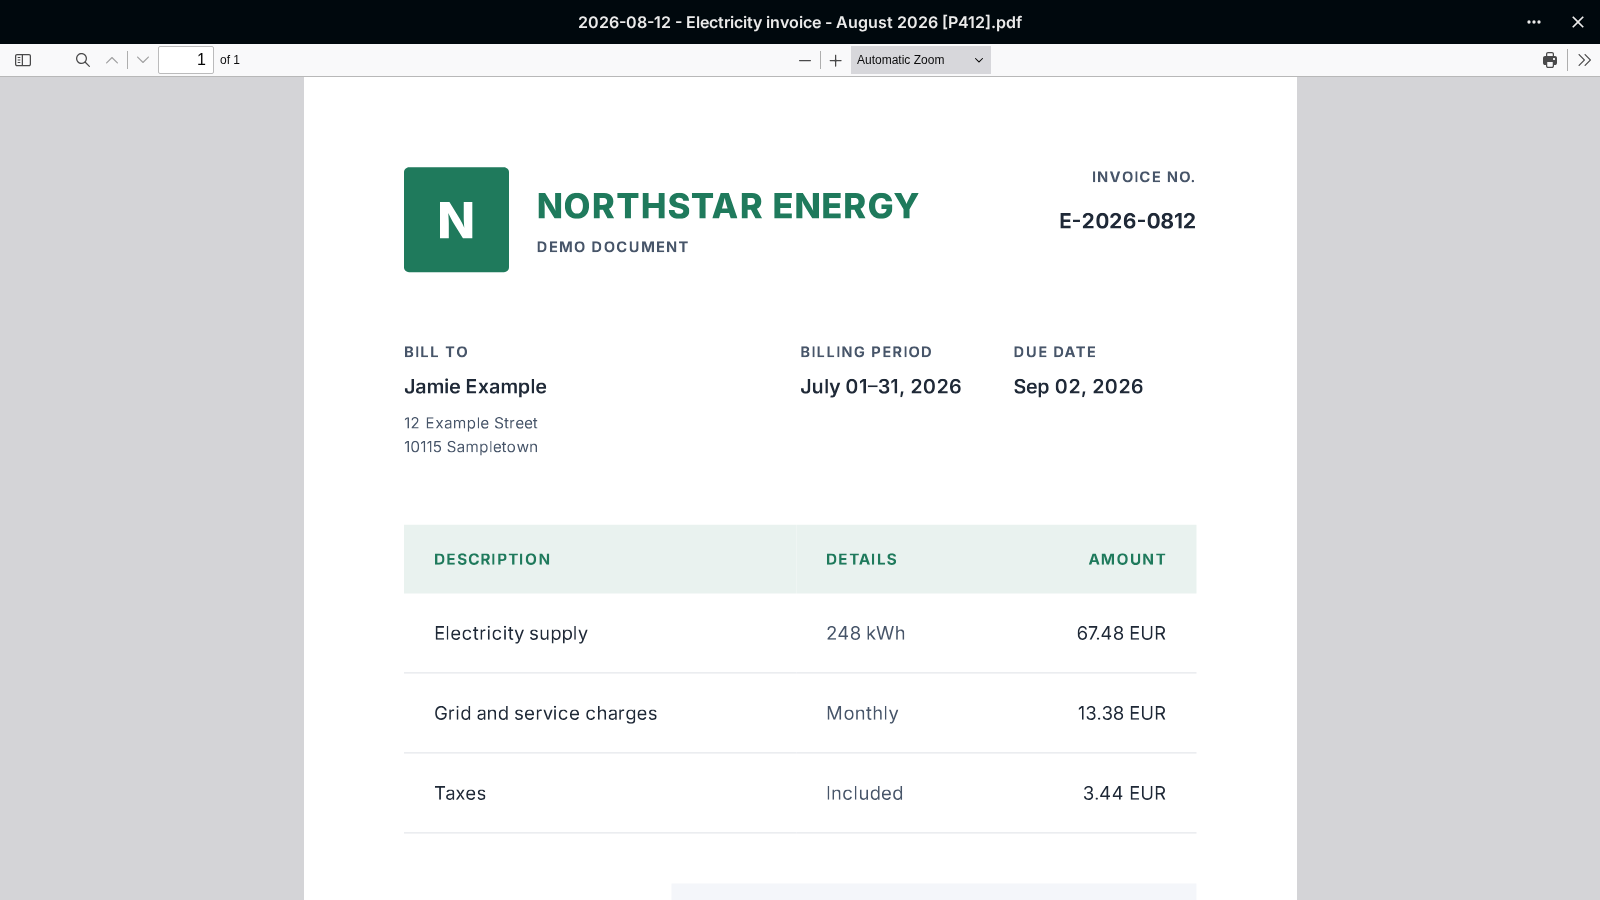 2026-08-12 - Electricity invoice - August 2026 [P412].pdf
1 of 1
Automatic Zoom
N
NORTHSTAR ENERGY
DEMO DOCUMENT
INVOICE NO.
E-2026-0812
BILL TO
Jamie Example
12 Example Street
10115 Sampletown
BILLING PERIOD
July 01–31, 2026
DUE DATE
Sep 02, 2026
DESCRIPTION DETAILS AMOUNT
Electricity supply 248 kWh 67.48 EUR
Grid and service charges Monthly 13.38 EUR
Taxes Included 3.44 EUR